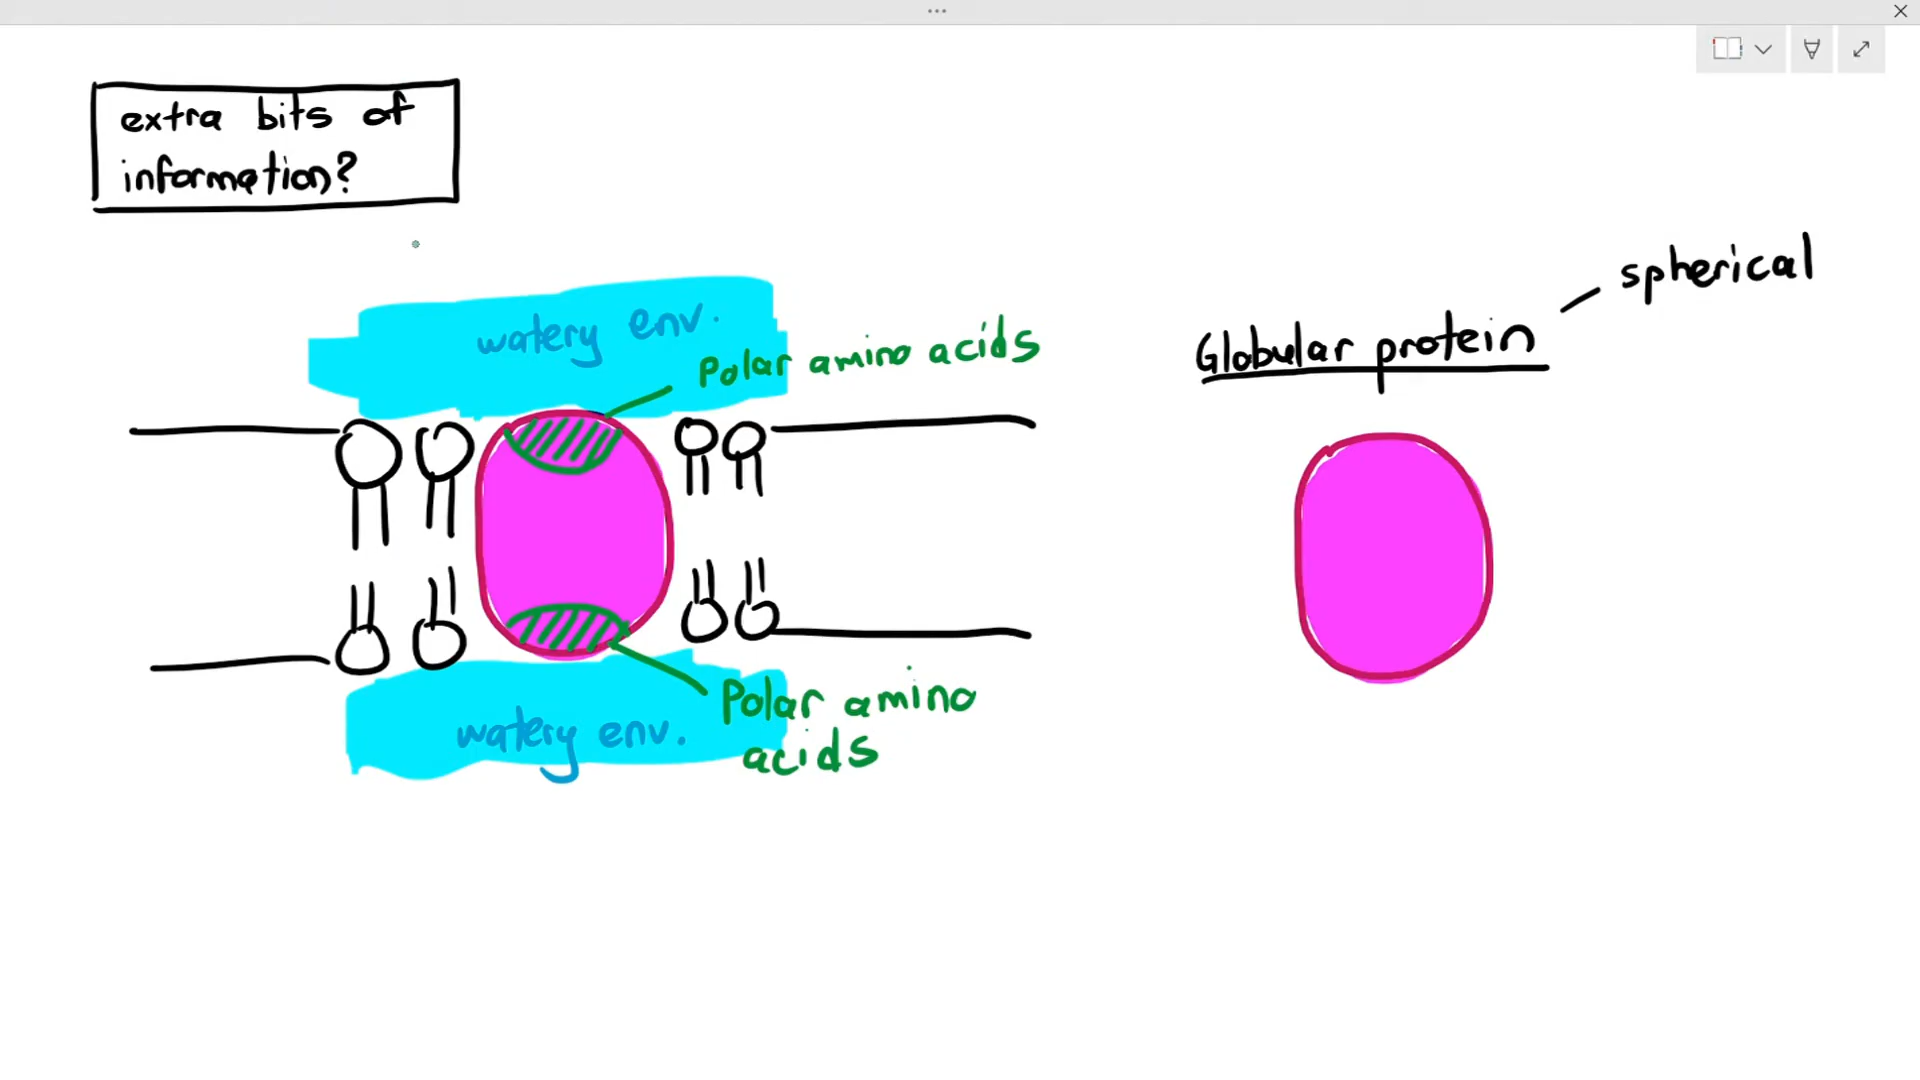 extra bits of
information?
watery env.
Polar amino acids
spherical
Globular protein
watery env.
Polar amino
acids